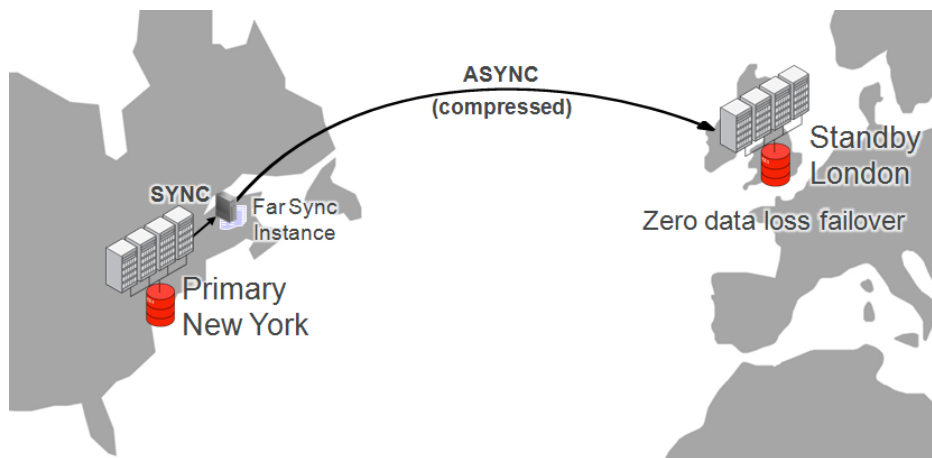 ASYNC
(compressed)
Standby
London
Zero data loss failover
SYNC
Far Sync
Instance
Primary
New York